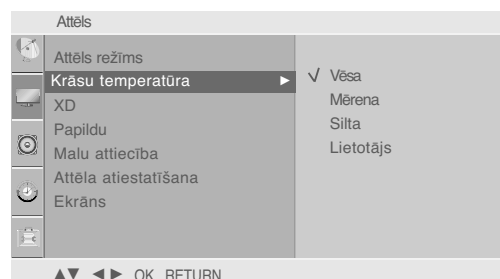 Attēls
Attēls režīms
Krāsu temperatūra ►
XD
Papildu
Malu attiecība
Attēla atiestatīšana
Ekrāns
√ Vēsa
Mērena
Silta
Lietotājs
▲▼ ◄► OK RETURN